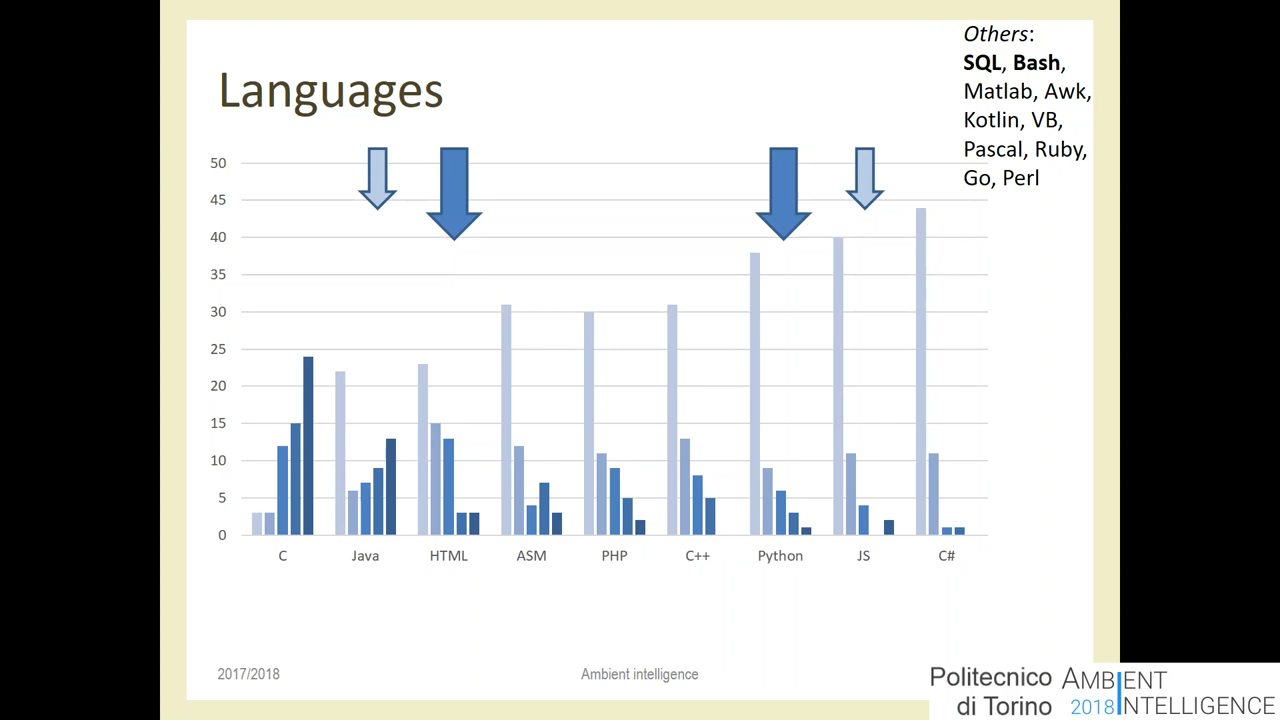 Others:
SQL, Bash,
Matlab, Awk,
Kotlin, VB,
Pascal, Ruby,
Go, Perl
Languages
50
45
40
35
30
25
20
15
10
5
0
C Java HTML ASM PHP C++ Python JS C#
2017/2018 Ambient intelligence
Politecnico
di Torino
AMBIENT
2018 INTELLIGENCE